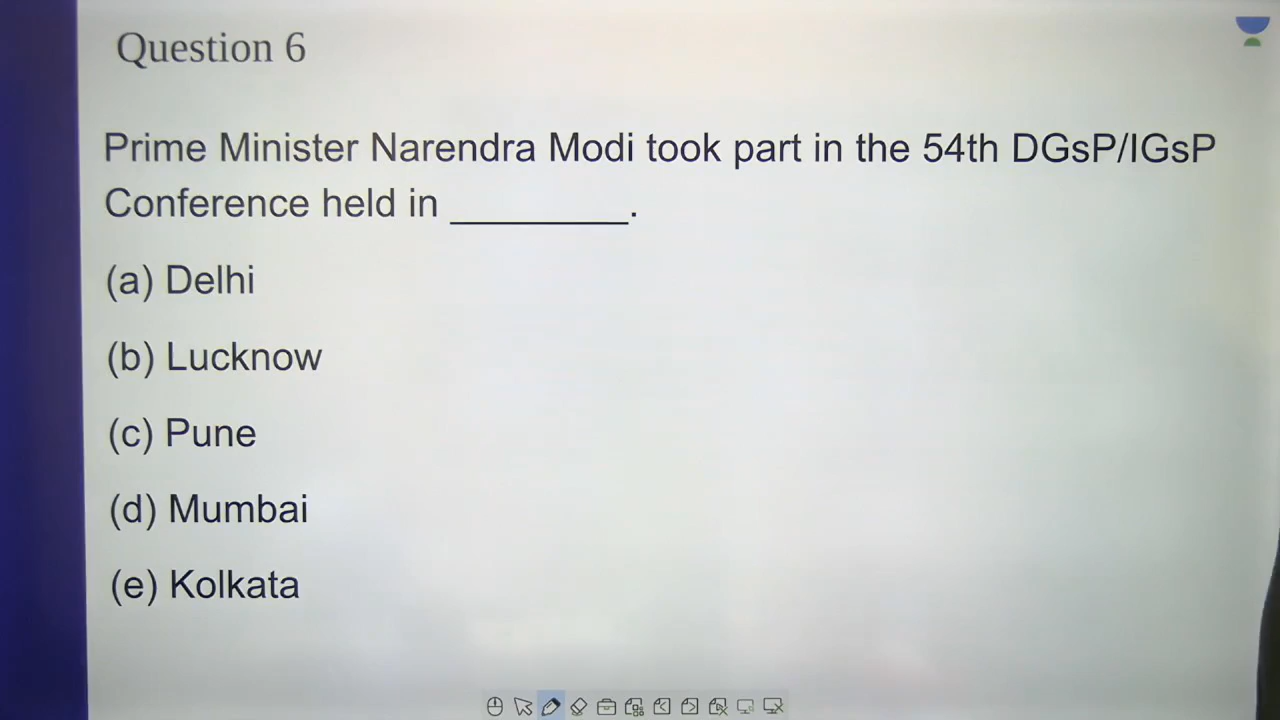 Question 6
Prime Minister Narendra Modi took part in the 54th DGsP/IGsP
Conference held in ________.
(a) Delhi
(b) Lucknow
(c) Pune
(d) Mumbai
(e) Kolkata